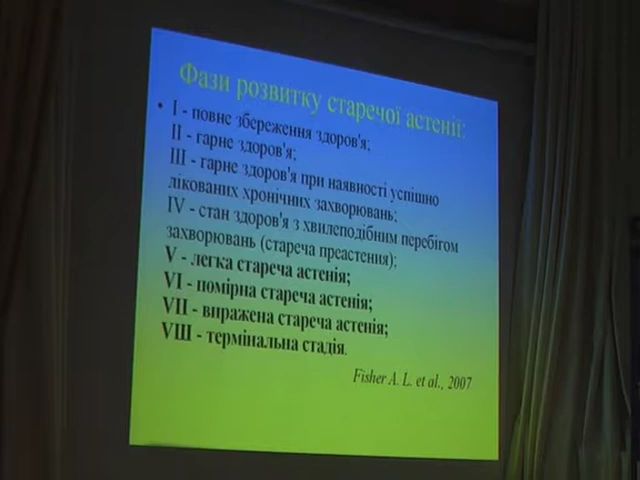 Фази розвитку старечої астенії:
• I - повне збереження здоров'я;
II - гарне здоров'я;
III - гарне здоров'я при наявності успішно
лікованих хронічних захворювань;
IV - стан здоров'я з хвилеподібним перебігом
захворювань (стареча преастения);
V - легка стареча астенія;
VI - помірна стареча астенія;
VII - виражена стареча астенія;
VШ - термінальна стадія.
Fisher A. L. et al., 2007